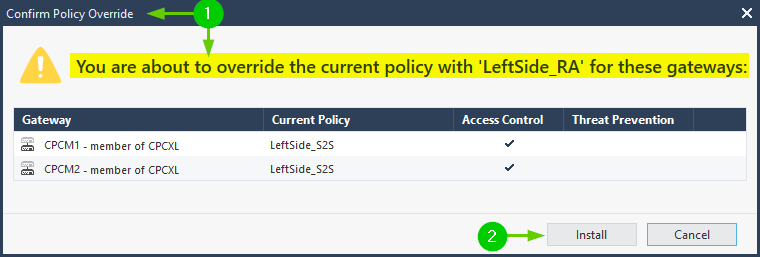 Confirm Policy Override
1
You are about to override the current policy with 'LeftSide_RA' for these gateways:
Gateway Current Policy Access Control Threat Prevention
CPCM1 - member of CPCXL LeftSide_S2S ✓
CPCM2 - member of CPCXL LeftSide_S2S ✓
2 Install Cancel